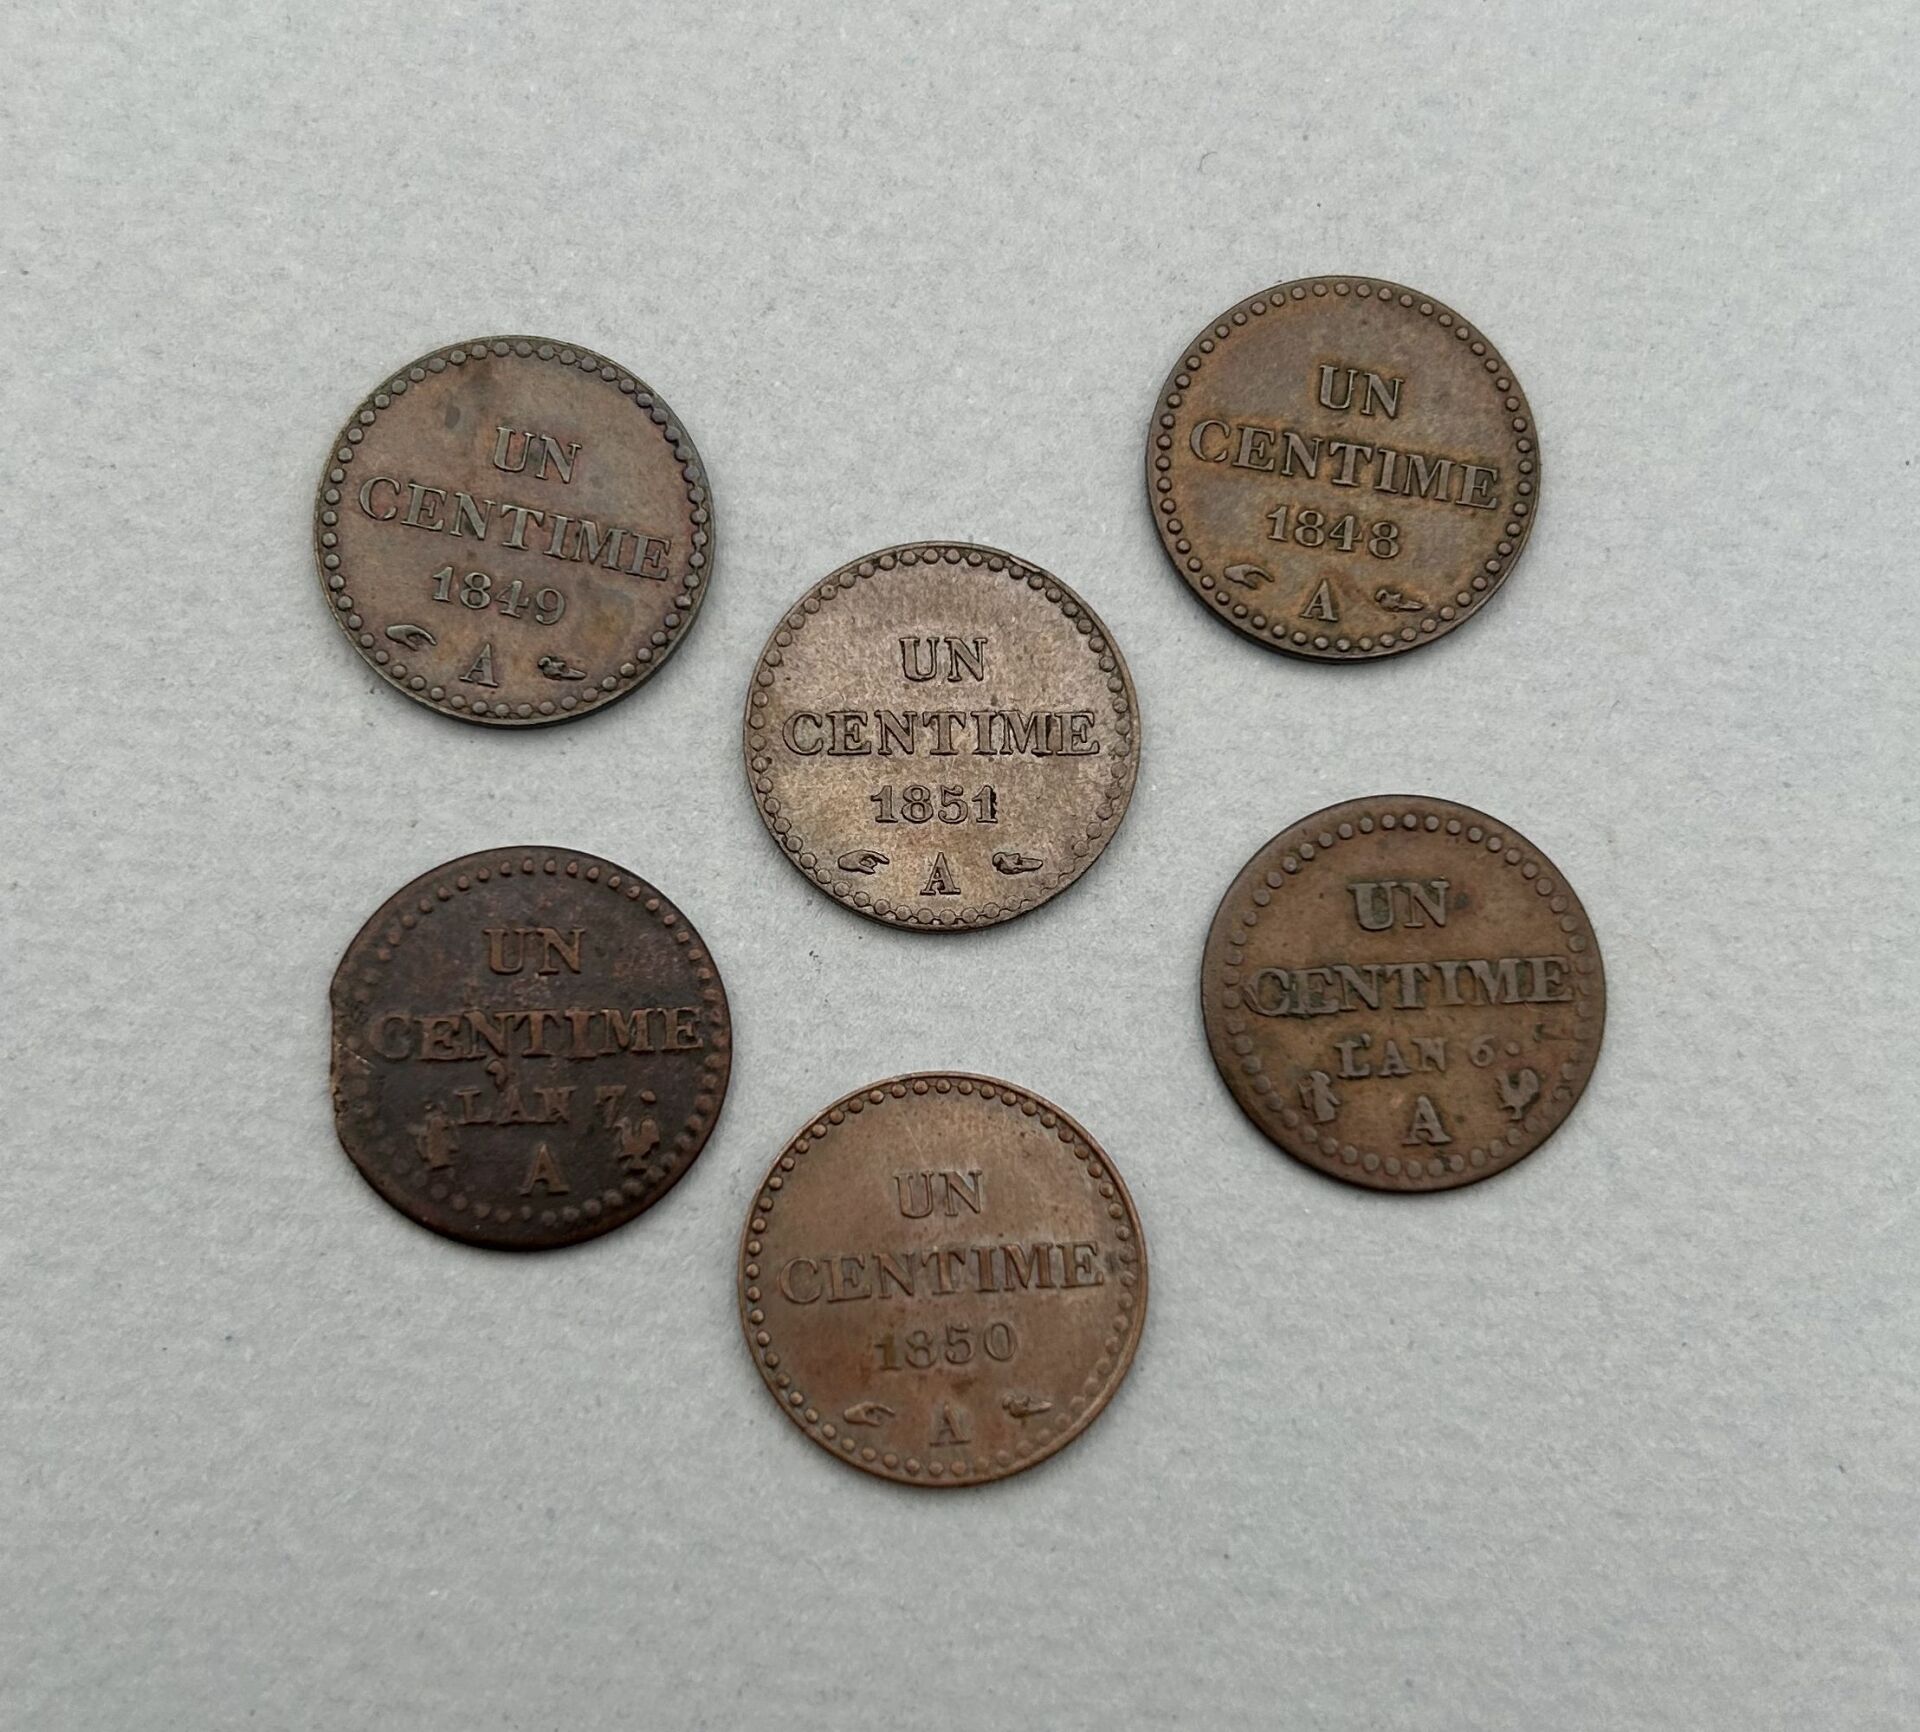 UN
CENTIME
1849
A
UN
CENTIME
1848
A
UN
CENTIME
1851
A
UN
CENTIME
L'AN 7.
A
UN
CENTIME
L'AN 6.
A
UN
CENTIME
1850
A